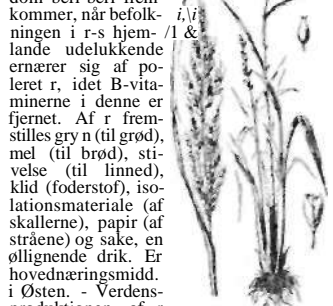 kommer, når befolk-
ningen i r-s hjem-
lande udelukkende
ernærer sig af po-
leret r, idet B-vita-
minerne i denne er
fjernet. Af r frem-
stilles gryn (til grød),
mel (til brød), sti-
velse (til linned),
klid (foderstof), iso-
lationsmateriale (af
skallerne), papir (af
stråene) og sake, en
øllignende drik. Er
hovednæringsmidd.
i Østen. - Verdens-